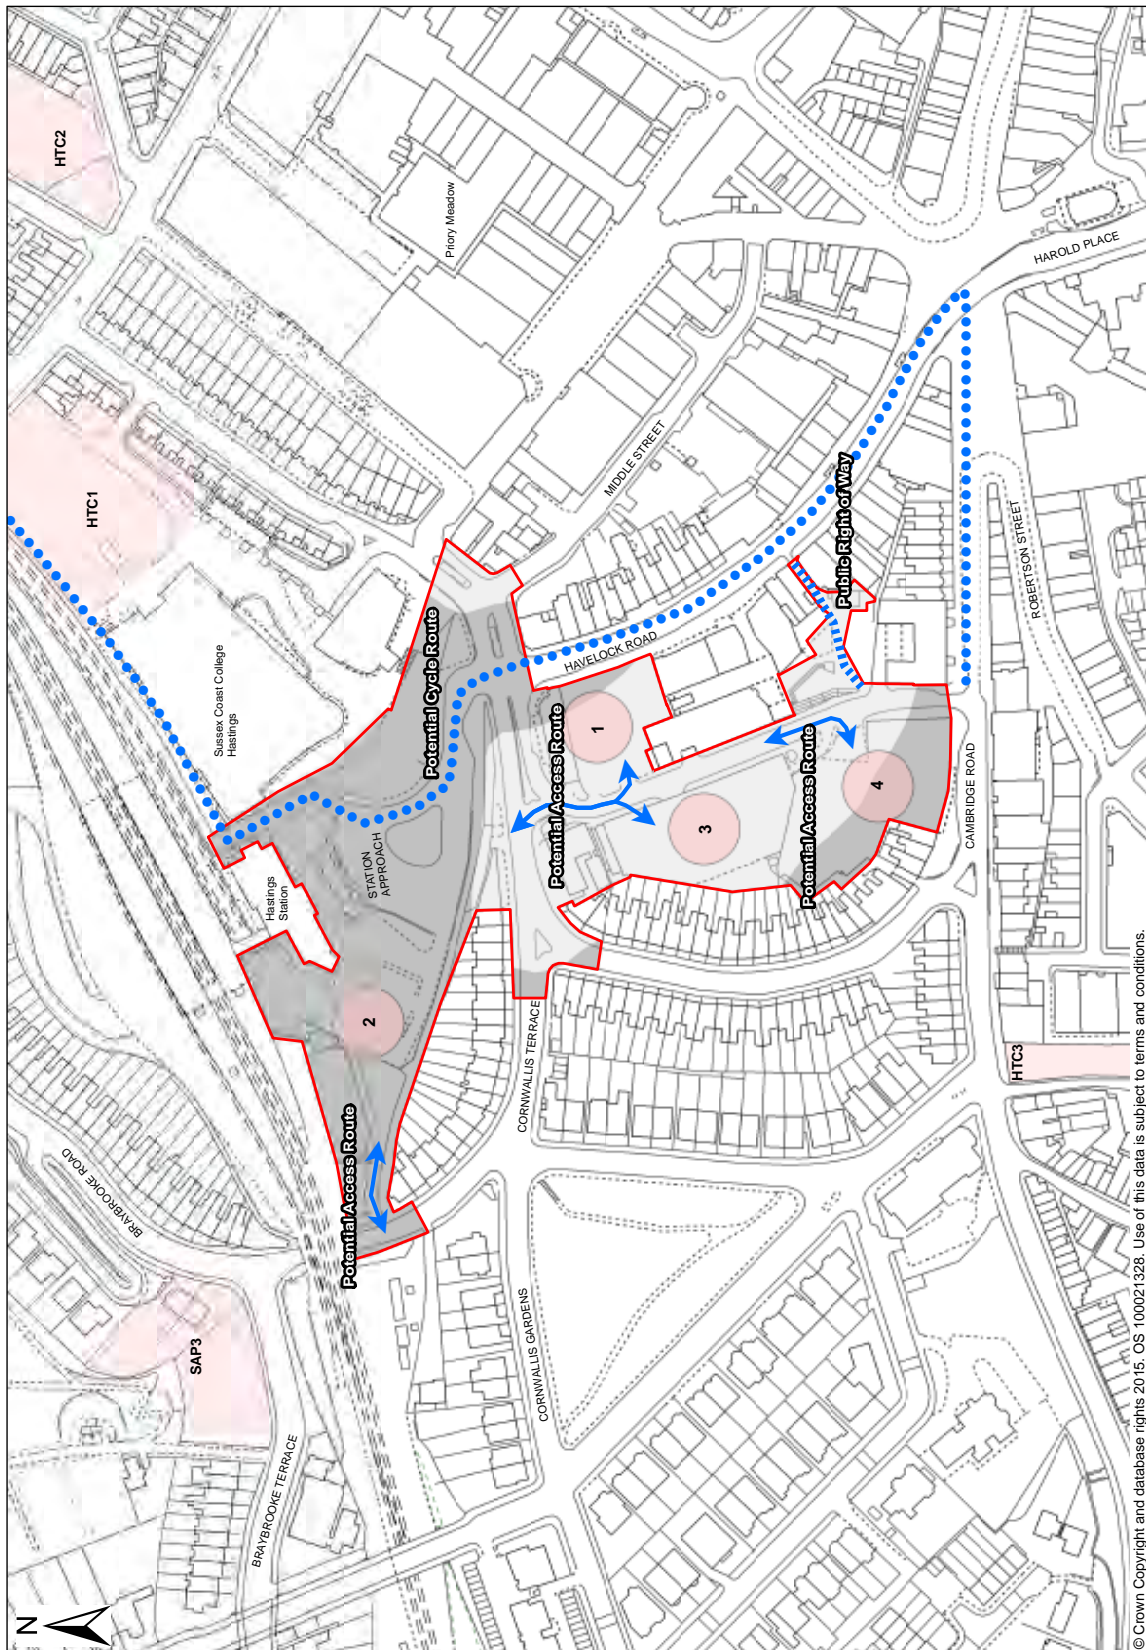 N
BRAYBROOKE TERRACE
SAP3
BRAYBROOKE ROAD
CORNWALLIS GARDENS
Potential Access Route
2
CORNWALLIS TERRACE
Hastings
Station
STATION
APPROACH
Sussex Coast College
Hastings
HTC1
HTC2
Priory Meadow
Potential Cycle Route
Potential Access Route
1
3
HAVELOCK ROAD
MIDDLE STREET
Potential Access Route
4
Public Right of Way
CAMBRIDGE ROAD
ROBERTSON STREET
HAROLD PLACE
HTC3
© Crown Copyright and database rights 2015. OS 100021328. Use of this data is subject to terms and conditions.